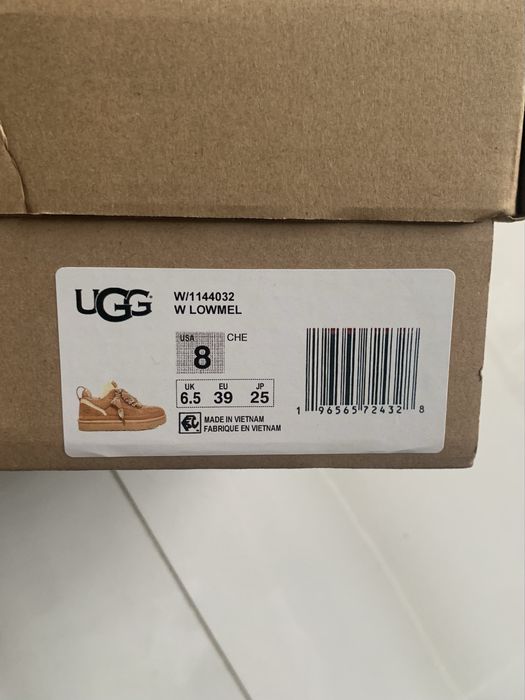 UGG
W/1144032
W LOWMEL
USA
8
CHE
UK EU JP
6.5 39 25
MADE IN VIETNAM
FABRIQUE EN VIETNAM
1 96565 72432 8